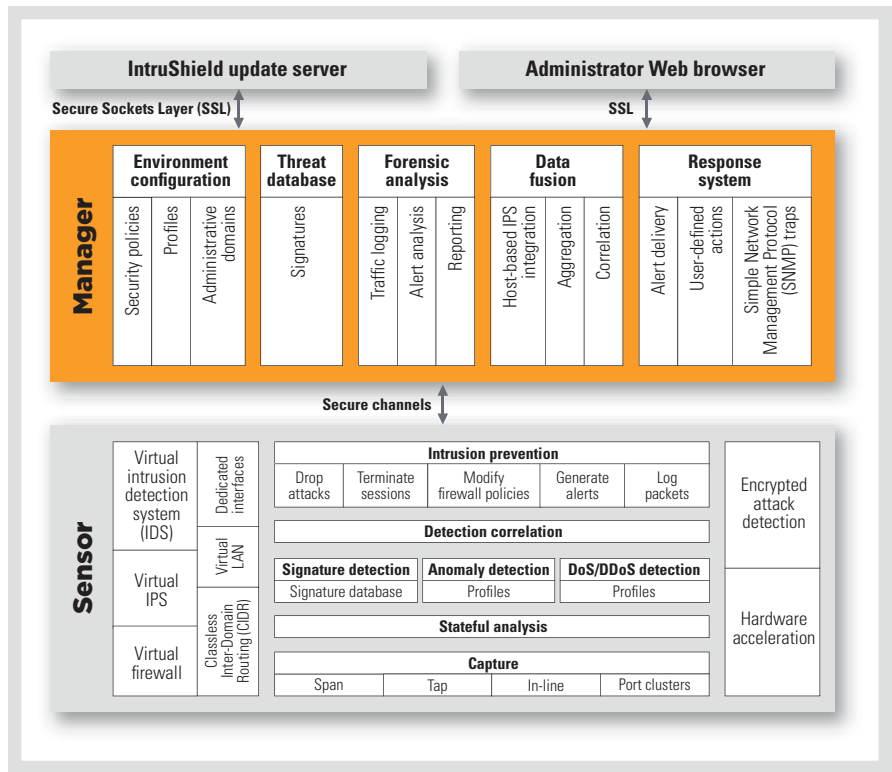 IntruShield update server
Administrator Web browser
Secure Sockets Layer (SSL)
SSL
Manager
Environment
configuration
Security policies
Profiles
Administrative
domains
Threat
database
Signatures
Forensic
analysis
Traffic logging
Alert analysis
Reporting
Data
fusion
Host-based IPS
integration
Aggregation
Correlation
Response
system
Alert delivery
User-defined
actions
Simple Network
Management Protocol
(SNMP) traps
Secure channels
Sensor
Virtual
intrusion
detection
system
(IDS)
Virtual
IPS
Virtual
firewall
Dedicated
interfaces
Virtual
LAN
Classless
Inter-Domain
Routing (CIDR)
Intrusion prevention
Drop
attacks
Terminate
sessions
Modify
firewall policies
Generate
alerts
Log
packets
Detection correlation
Signature detection
Signature database
Anomaly detection
Profiles
DoS/DDoS detection
Profiles
Stateful analysis
Capture
Span
Tap
In-line
Port clusters
Encrypted
attack
detection
Hardware
acceleration